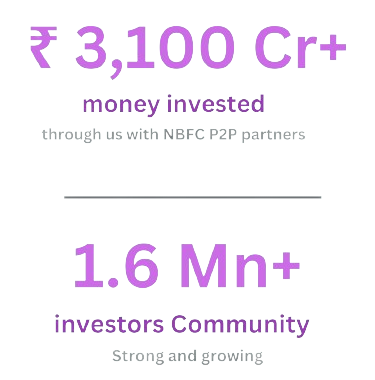 ₹ 3,100 Cr+
money invested
through us with NBFC P2P partners
1.6 Mn+
investors Community
Strong and growing